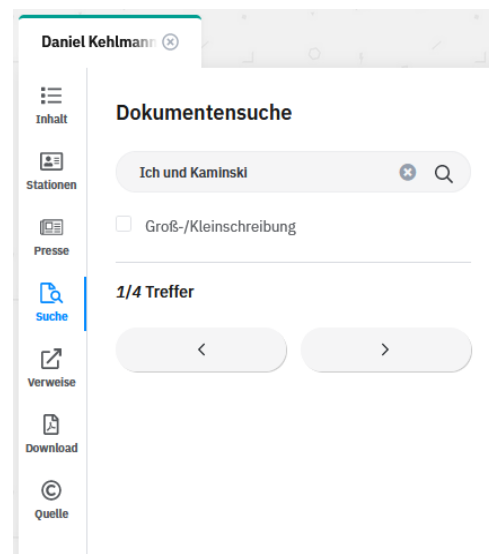 Daniel Kehlmann
Inhalt
Stationen
Presse
Suche
Verweise
Download
Quelle
Dokumentensuche
Ich und Kaminski
Groß-/Kleinschreibung
1/4 Treffer